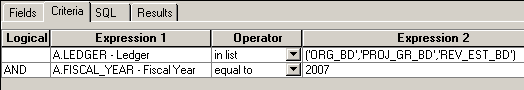 Fields Criteria SQL Results
Logical Expression 1 Operator Expression 2
A.LEDGER - Ledger in list ('ORG_BD','PROJ_GR_BD','REV_EST_BD')
AND A.FISCAL_YEAR - Fiscal Year equal to 2007